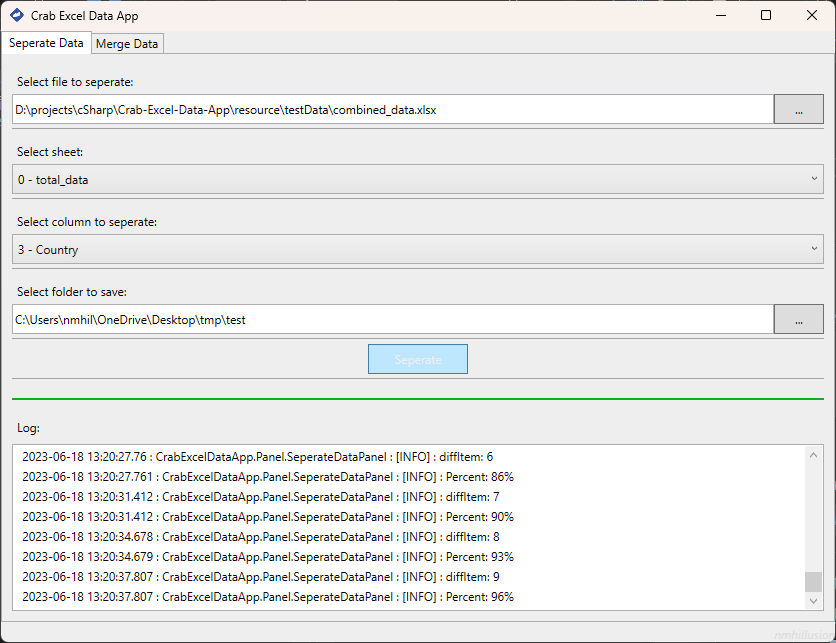 Crab Excel Data App
Seperate Data Merge Data
Select file to seperate:
D:\projects\cSharp\Crab-Excel-Data-App\resource\testData\combined_data.xlsx ...
Select sheet:
0 - total_data
Select column to seperate:
3 - Country
Select folder to save:
C:\Users\nmhil\OneDrive\Desktop\tmp\test ...
Seperate
Log:
2023-06-18 13:20:27.76 : CrabExcelDataApp.Panel.SeperateDataPanel : [INFO] : diffItem: 6
2023-06-18 13:20:27.761 : CrabExcelDataApp.Panel.SeperateDataPanel : [INFO] : Percent: 86%
2023-06-18 13:20:31.412 : CrabExcelDataApp.Panel.SeperateDataPanel : [INFO] : diffItem: 7
2023-06-18 13:20:31.412 : CrabExcelDataApp.Panel.SeperateDataPanel : [INFO] : Percent: 90%
2023-06-18 13:20:34.678 : CrabExcelDataApp.Panel.SeperateDataPanel : [INFO] : diffItem: 8
2023-06-18 13:20:34.679 : CrabExcelDataApp.Panel.SeperateDataPanel : [INFO] : Percent: 93%
2023-06-18 13:20:37.807 : CrabExcelDataApp.Panel.SeperateDataPanel : [INFO] : diffItem: 9
2023-06-18 13:20:37.807 : CrabExcelDataApp.Panel.SeperateDataPanel : [INFO] : Percent: 96%